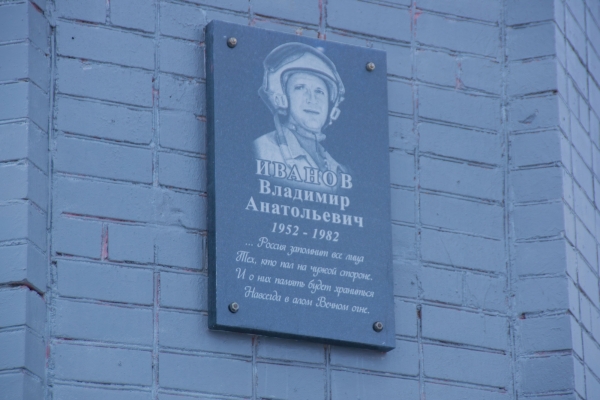 ИВАНОВ
Владимир
Анатольевич
1952 - 1982
... Россия запомнит все лица
Тех, кто пал на чужой стороне.
И о них память будет храниться
Навсегда в алом Вечном огне.